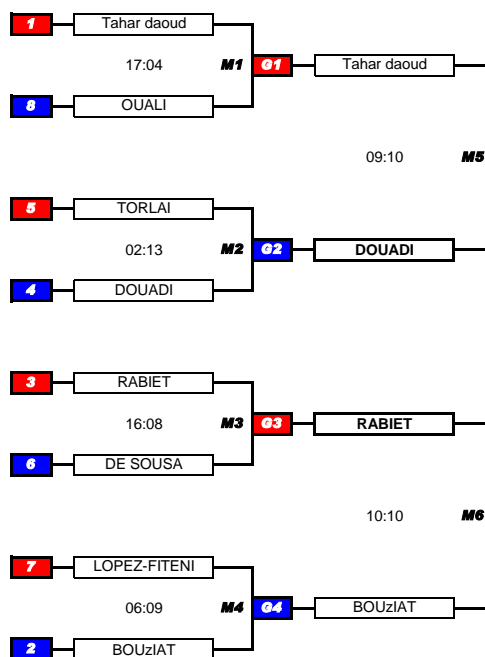 1 Tahar daoud
17:04 M1 G1 Tahar daoud
8 OUALI
09:10 M5
5 TORLAI
02:13 M2 G2 DOUADI
4 DOUADI
3 RABIET
16:08 M3 G3 RABIET
6 DE SOUSA
10:10 M6
7 LOPEZ-FITENI
06:09 M4 G4 BOUzIAT
2 BOUzIAT